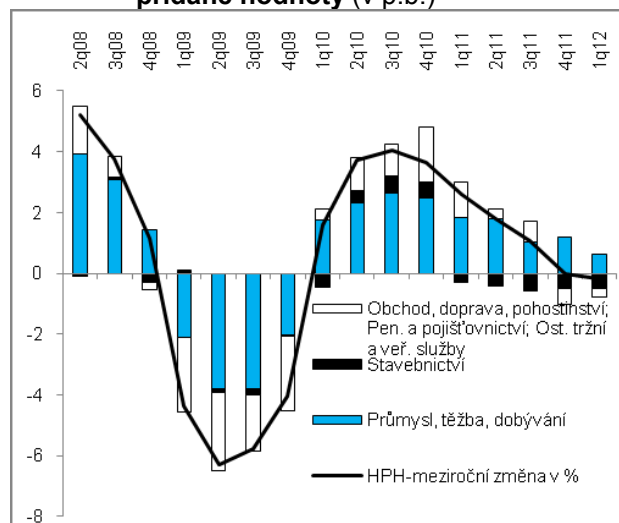 přidané hodnoty (v p.b.)
2q08 3q08 4q08 1q09 2q09 3q09 4q09 1q10 2q10 3q10 4q10 1q11 2q11 3q11 4q11 1q12
6
4
2
0
-2
-4
-6
-8
Obchod, doprava, pohostinství;
Pen. a pojišťovnictví; Ost. tržní
a veř. služby
Stavebnictví
Průmysl, těžba, dobývání
HPH-meziroční změna v %